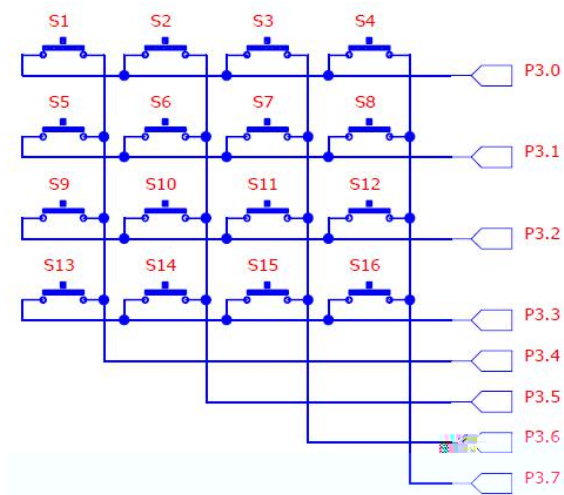 S1 S2 S3 S4
P3.0
S5 S6 S7 S8
P3.1
S9 S10 S11 S12
P3.2
S13 S14 S15 S16
P3.3
P3.4
P3.5
P3.6
P3.7